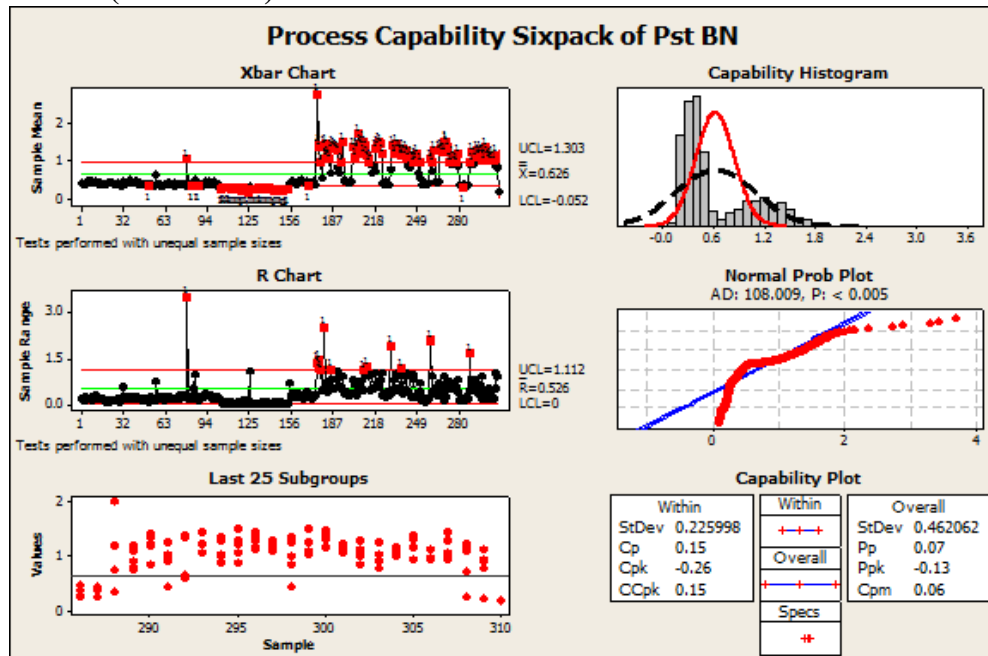 Process Capability Sixpack of Pst BN
Xbar Chart
Sample Mean
2
1
0
1 32 63 94 125 156 187 218 249 280
UCL=1.303
X=0.626
LCL=-0.052
Tests performed with unequal sample sizes
Capability Histogram
-0.0 0.6 1.2 1.8 2.4 3.0 3.6
R Chart
Sample Range
3.0
1.5
0.0
1 32 63 94 125 156 187 218 249 280
UCL=1.112
R=0.526
LCL=0
Tests performed with unequal sample sizes
Normal Prob Plot
AD: 108.009, P: < 0.005
0 2 4
Last 25 Subgroups
Values
2
1
0
290 295 300 305 310
Sample
Capability Plot
Within
StDev 0.225998
Cp 0.15
Cpk -0.26
CCpk 0.15
Within
Overall
Specs
Overall
StDev 0.462062
Pp 0.07
Ppk -0.13
Cpm 0.06